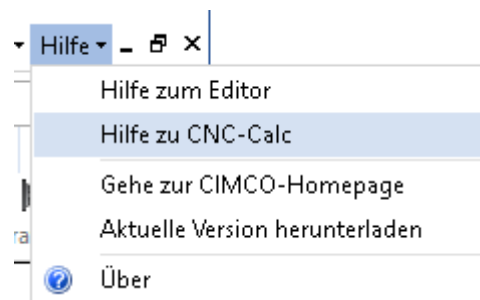 Hilfe
Hilfe zum Editor
Hilfe zu CNC-Calc
Gehe zur CIMCO-Homepage
Aktuelle Version herunterladen
Über